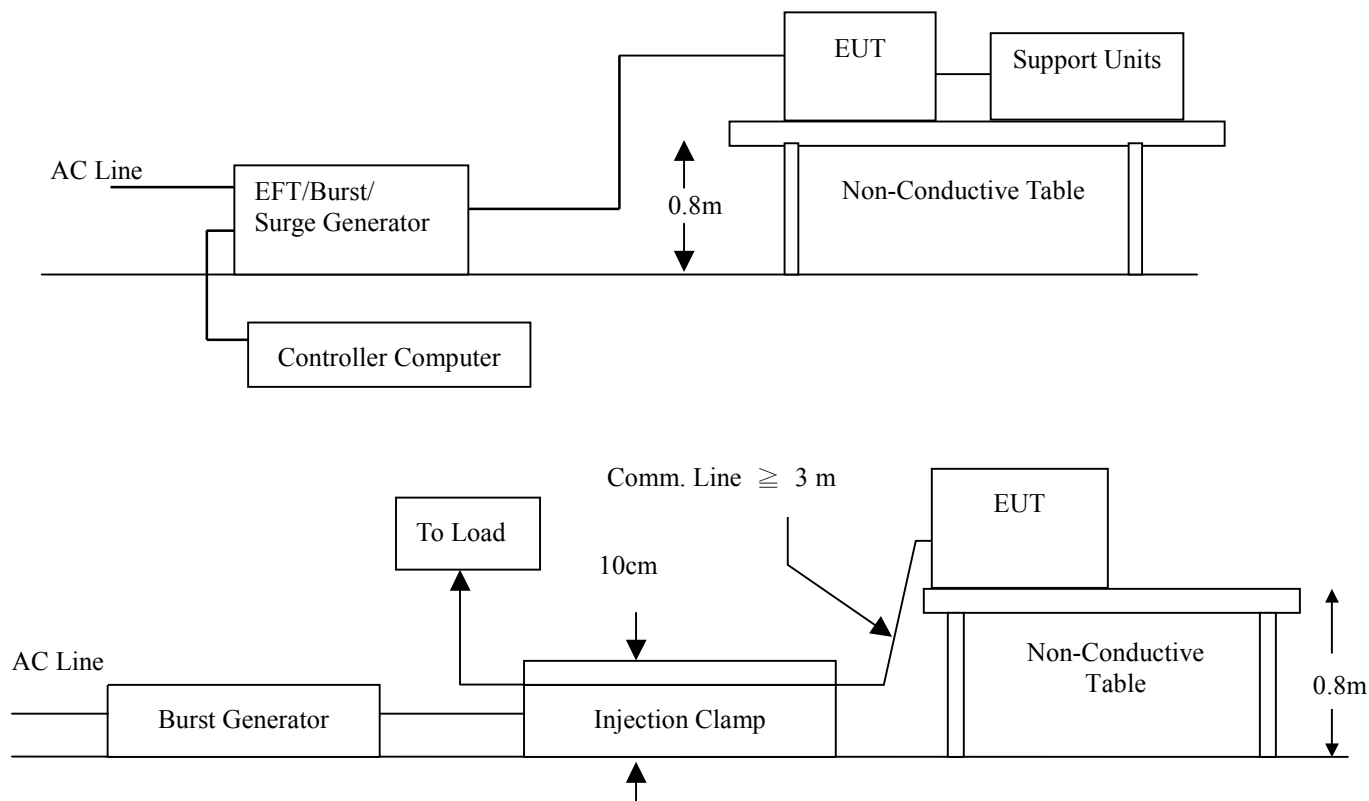 EUT
Support Units
AC Line
EFT/Burst/
Surge Generator
0.8m
Non-Conductive Table
Controller Computer
Comm. Line ≧ 3 m
EUT
To Load
10cm
AC Line
Non-Conductive
Table
0.8m
Burst Generator
Injection Clamp